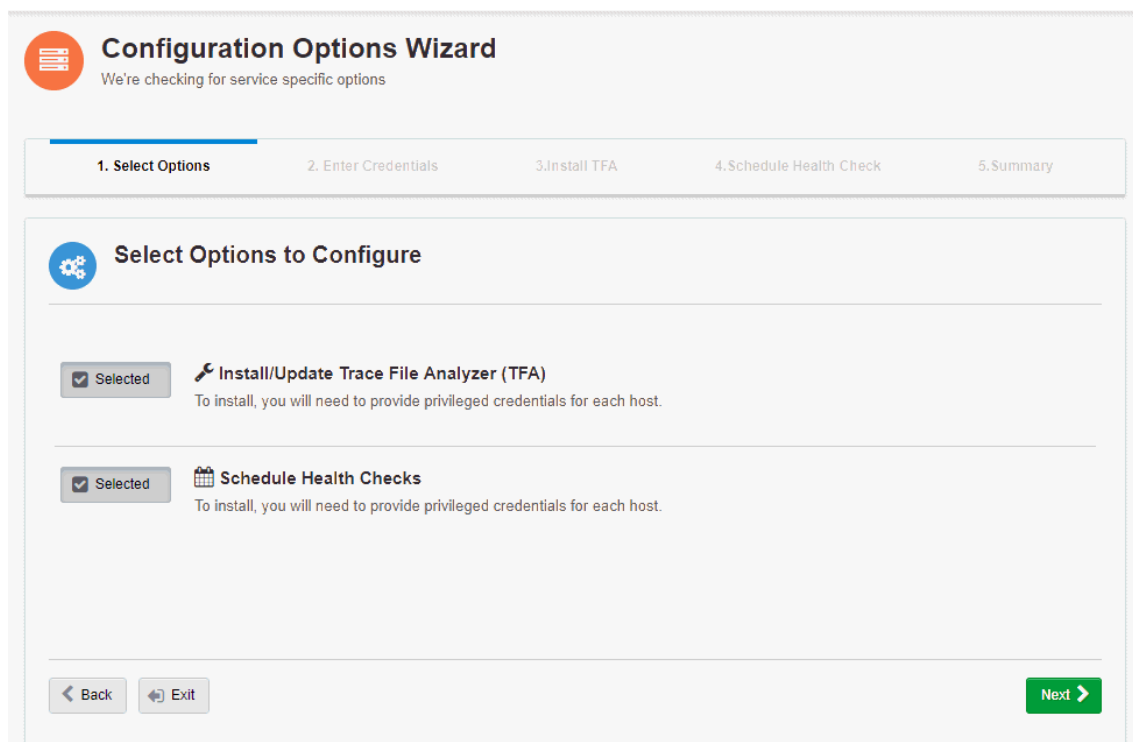 Configuration Options Wizard
We're checking for service specific options
1. Select Options 2. Enter Credentials 3.Install TFA 4.Schedule Health Check 5.Summary
Select Options to Configure
Selected Install/Update Trace File Analyzer (TFA)
To install, you will need to provide privileged credentials for each host.
Selected Schedule Health Checks
To install, you will need to provide privileged credentials for each host.
Back Exit Next